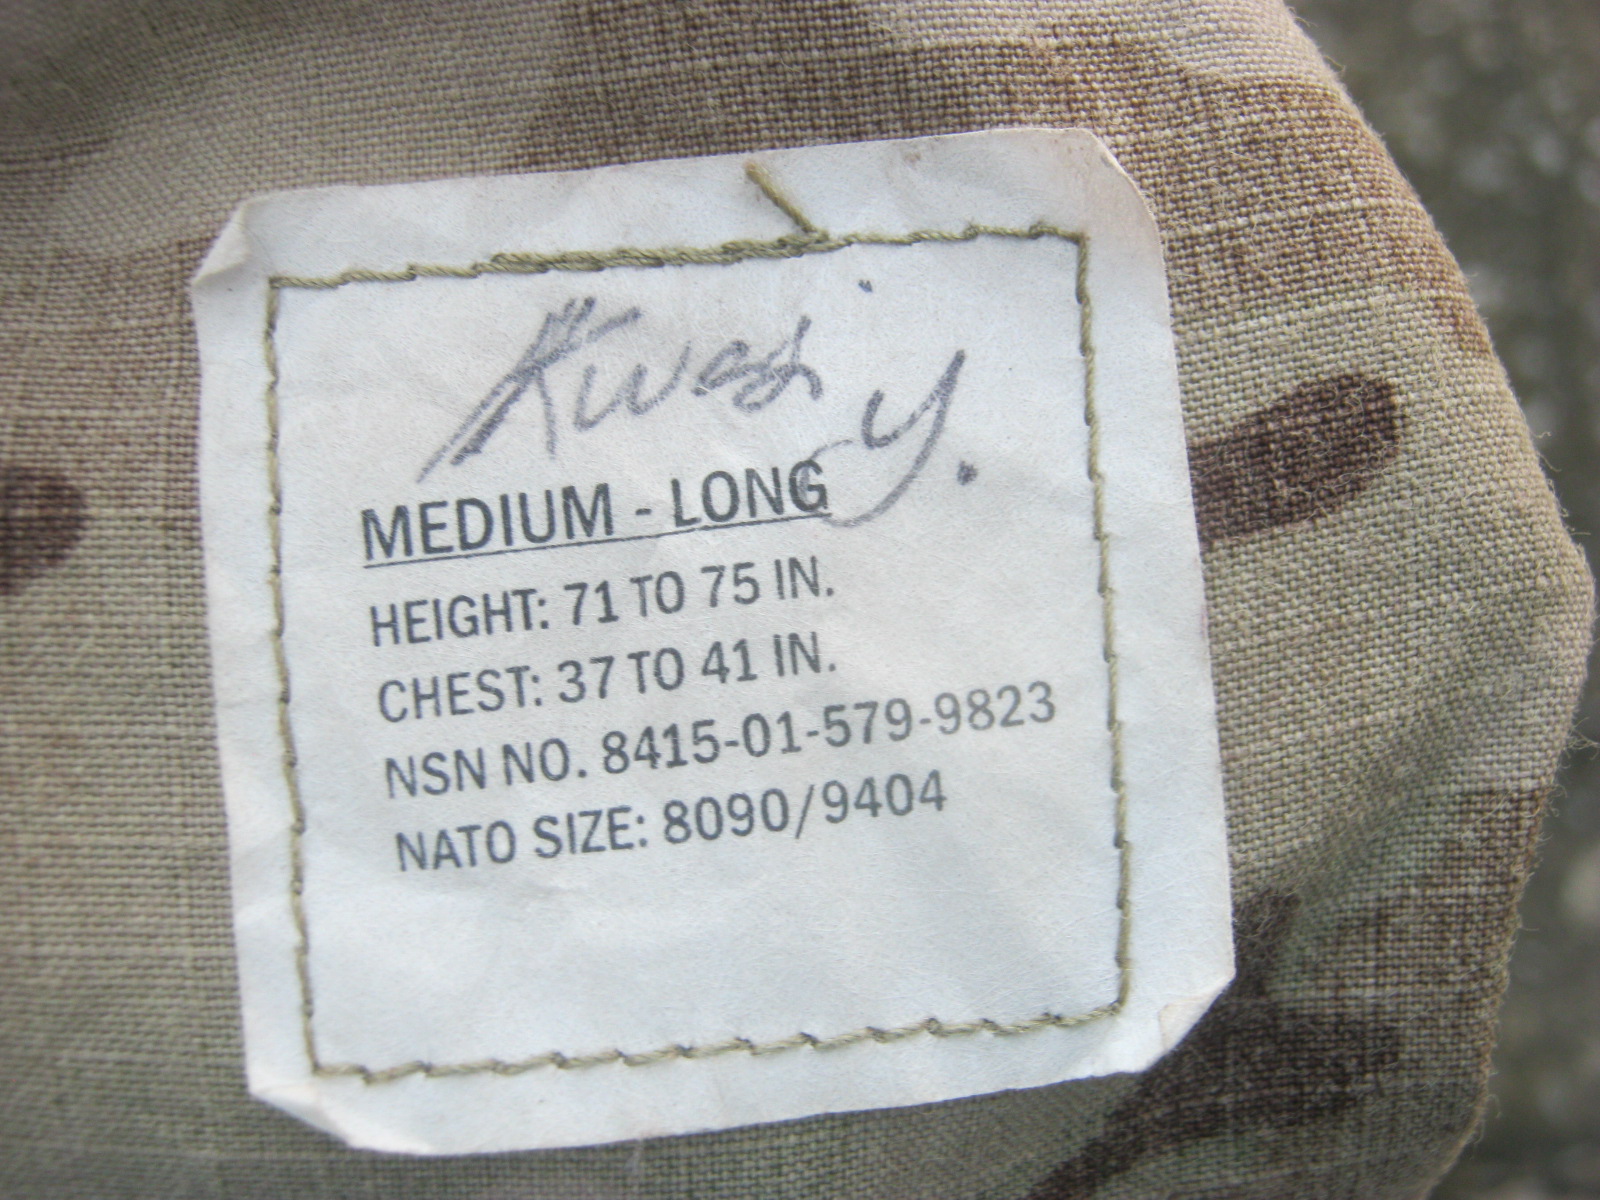 Kwasi y.
MEDIUM - LONG
HEIGHT: 71 TO 75 IN.
CHEST: 37 TO 41 IN.
NSN NO. 8415-01-579-9823
NATO SIZE: 8090/9404